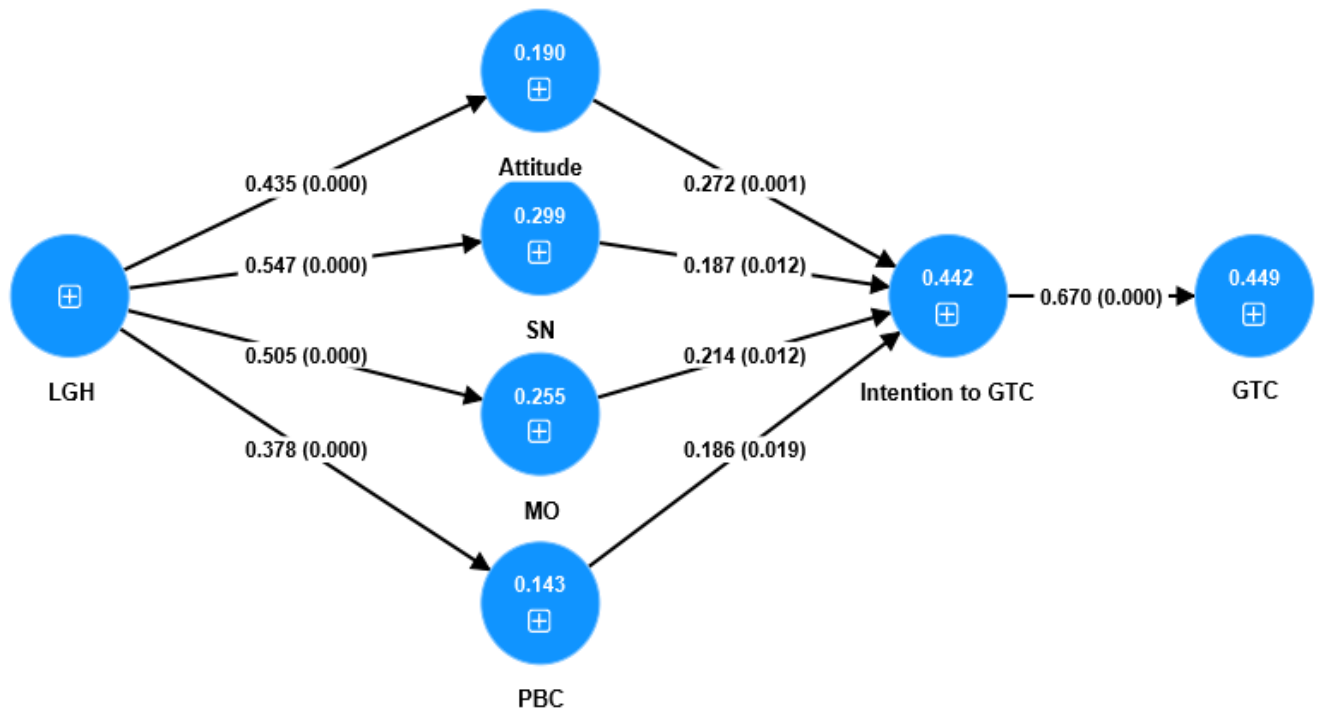 0.190
Attitude
0.435 (0.000)
0.272 (0.001)
0.299
SN
0.547 (0.000)
0.187 (0.012)
LGH
0.442
Intention to GTC
0.670 (0.000)
0.449
GTC
0.505 (0.000)
0.214 (0.012)
0.255
MO
0.378 (0.000)
0.186 (0.019)
0.143
PBC